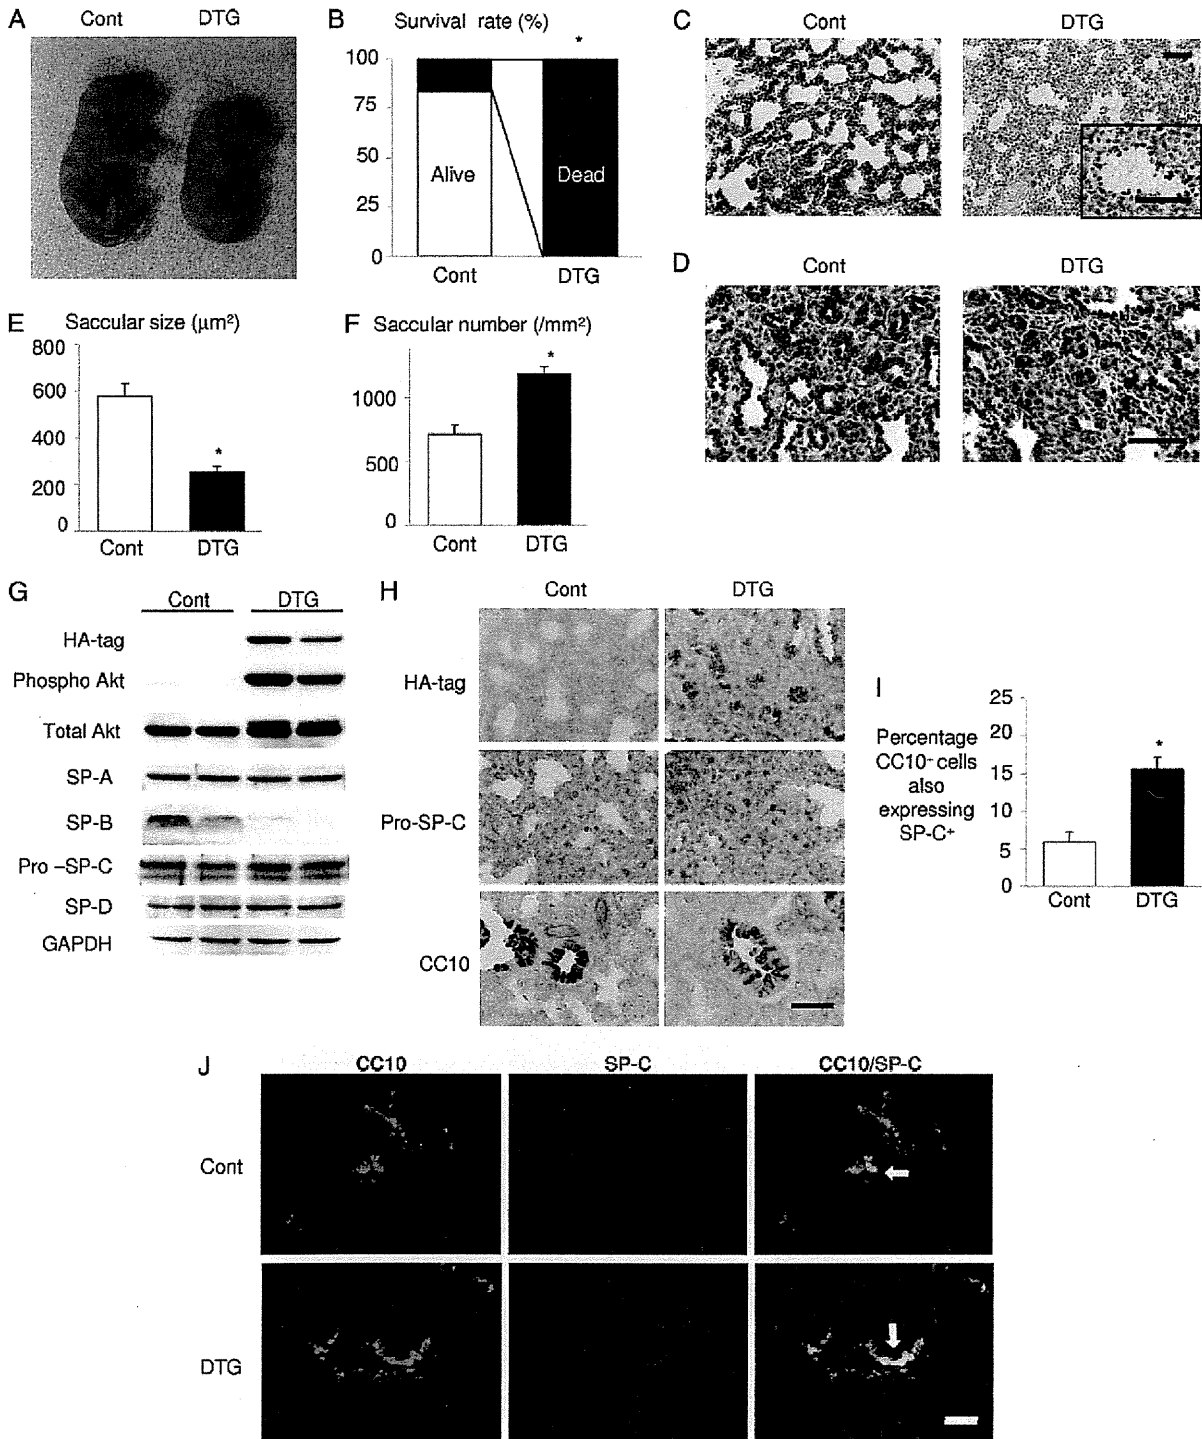 A
Cont DTG
B
Survival rate (%)
*
100
75
50
25
0
Alive
Dead
Cont DTG
C
Cont DTG
D
Cont DTG
E
Saccular size (µm²)
800
600
400
200
0
*
Cont DTG
F
Saccular number (/mm²)
1000
500
0
*
Cont DTG
G
Cont DTG
HA-tag
Phospho Akt
Total Akt
SP-A
SP-B
Pro –SP-C
SP-D
GAPDH
H
Cont DTG
HA-tag
Pro-SP-C
CC10
I
Percentage
CC10⁻ cells
also
expressing
SP-C⁺
25
20
15
10
5
0
*
Cont DTG
J
CC10 SP-C CC10/SP-C
Cont
DTG